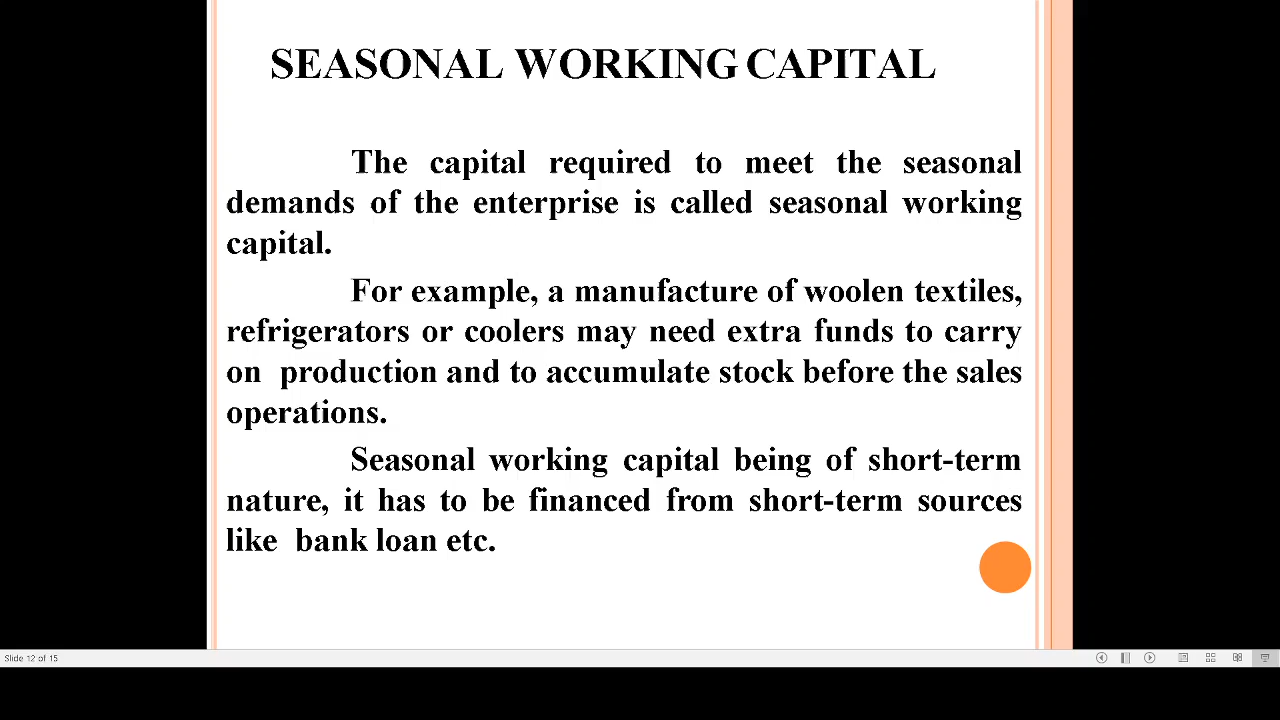 SEASONAL WORKING CAPITAL
The capital required to meet the seasonal
demands of the enterprise is called seasonal working
capital.
For example, a manufacture of woolen textiles,
refrigerators or coolers may need extra funds to carry
on production and to accumulate stock before the sales
operations.
Seasonal working capital being of short-term
nature, it has to be financed from short-term sources
like bank loan etc.
Slide 12 of 15